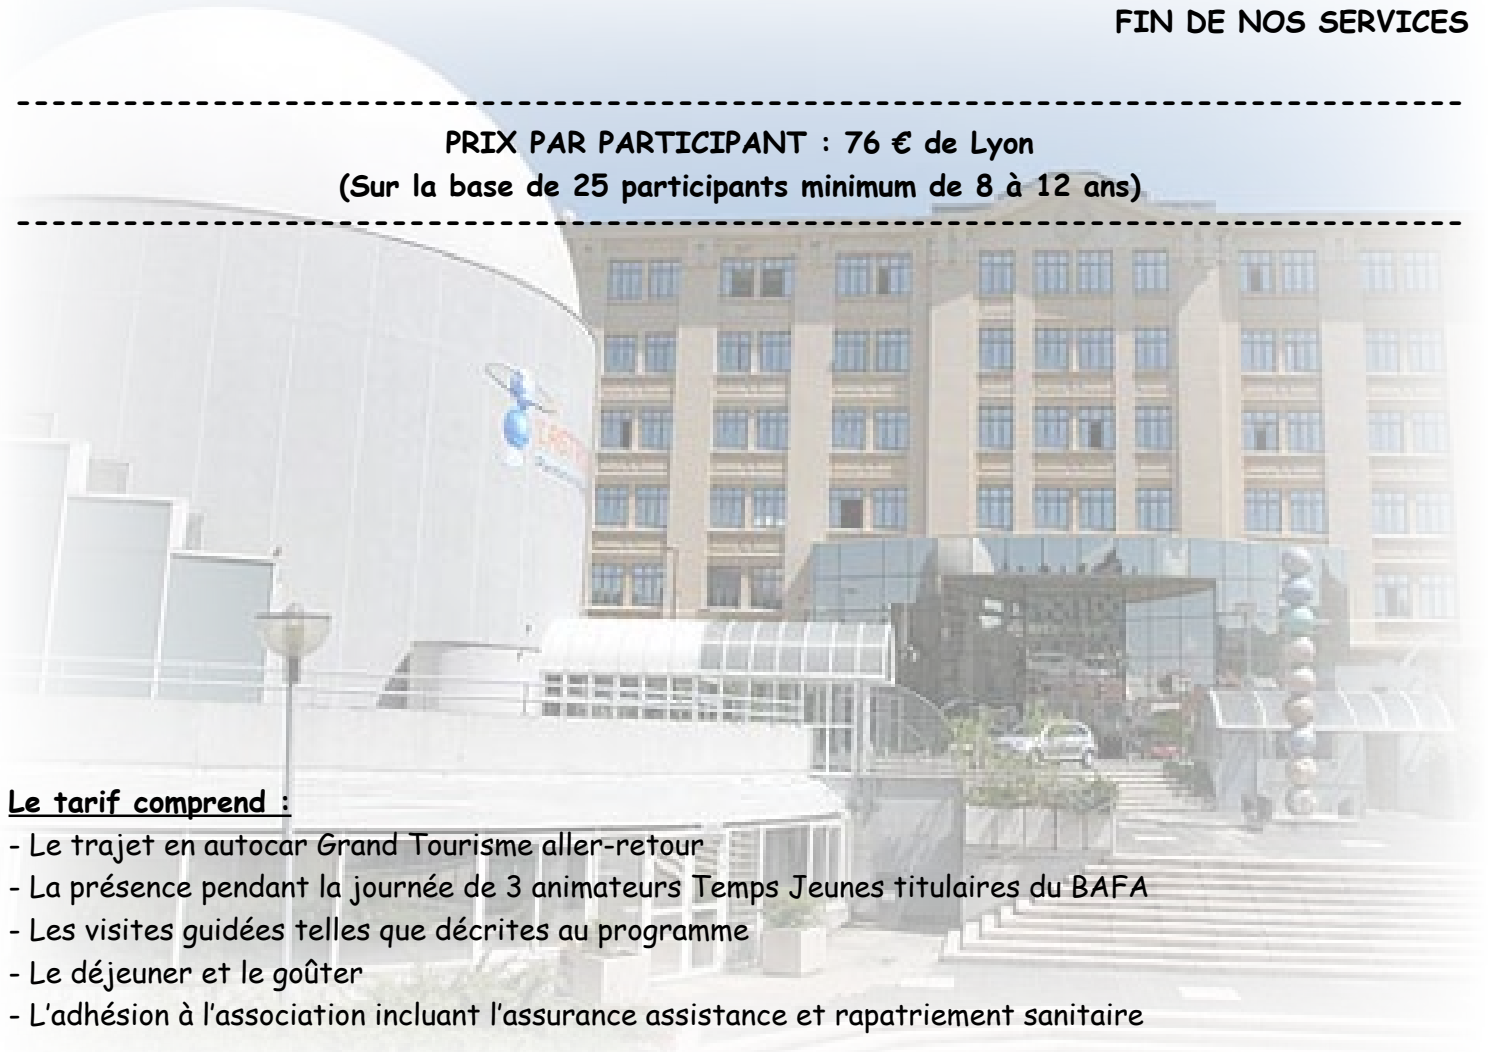 FIN DE NOS SERVICES
PRIX PAR PARTICIPANT : 76 € de Lyon
(Sur la base de 25 participants minimum de 8 à 12 ans)
Le tarif comprend :
- Le trajet en autocar Grand Tourisme aller-retour
- La présence pendant la journée de 3 animateurs Temps Jeunes titulaires du BAFA
- Les visites guidées telles que décrites au programme
- Le déjeuner et le goûter
- L’adhésion à l’association incluant l’assurance assistance et rapatriement sanitaire